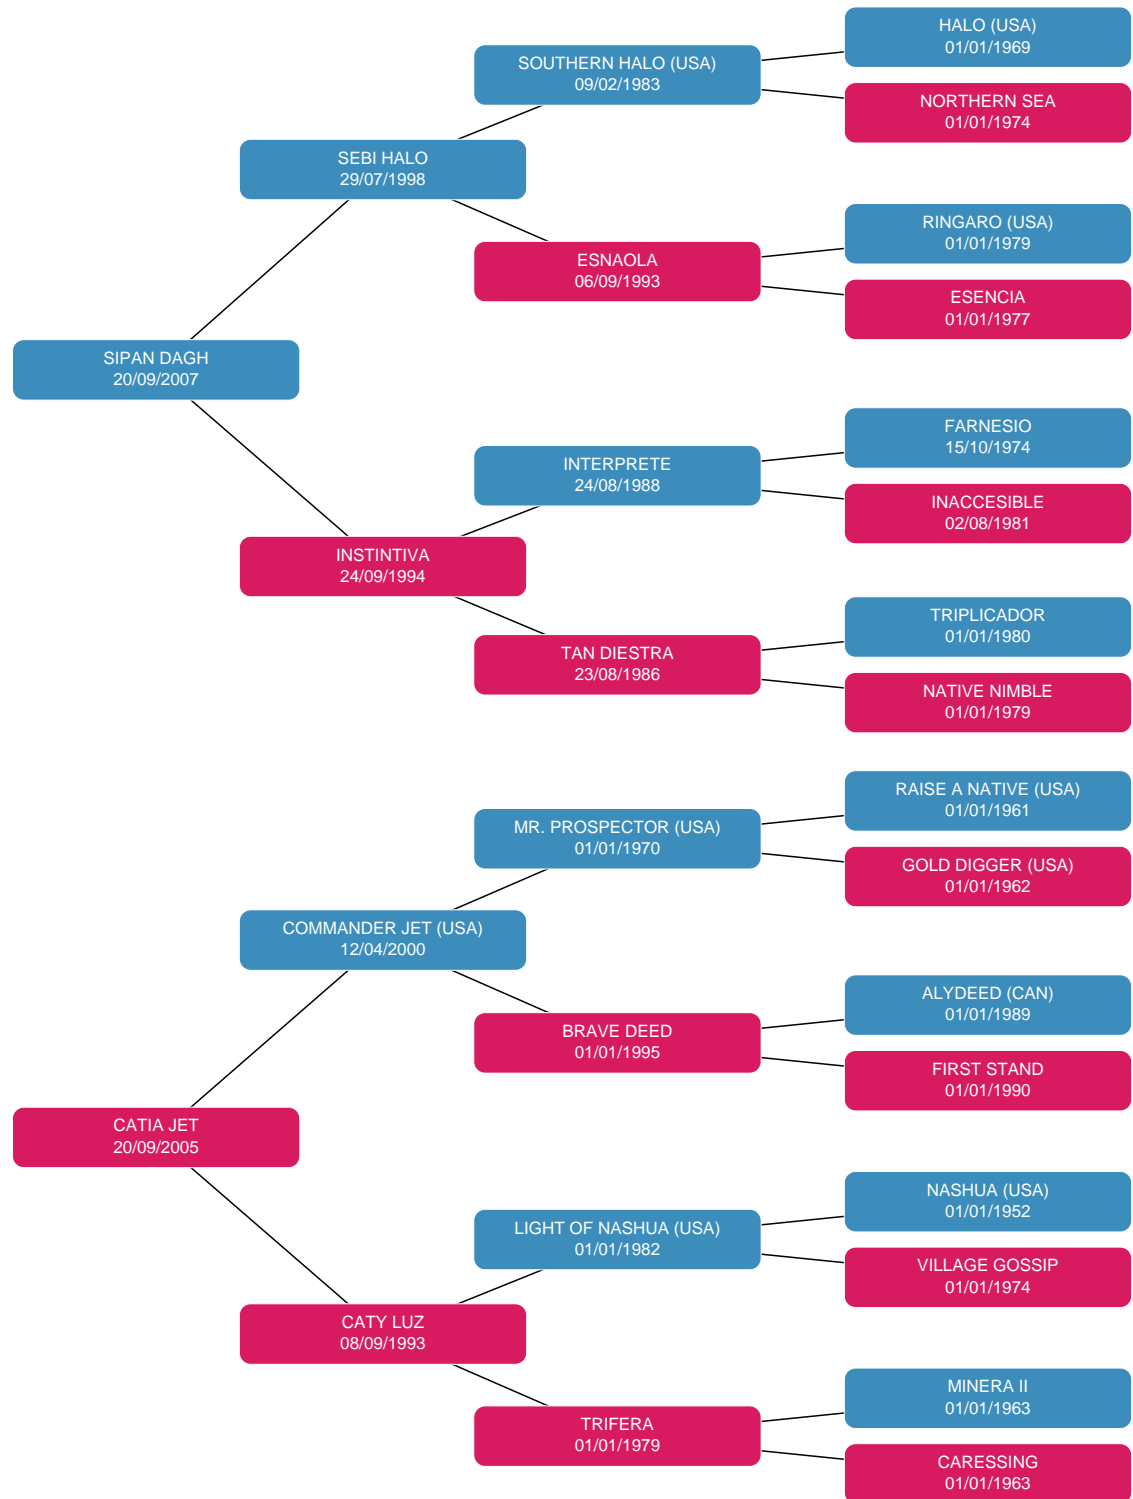 HALO (USA)
01/01/1969
SOUTHERN HALO (USA)
09/02/1983
NORTHERN SEA
01/01/1974
SEBI HALO
29/07/1998
RINGARO (USA)
01/01/1979
ESNAOLA
06/09/1993
ESENCIA
01/01/1977
SIPAN DAGH
20/09/2007
FARNESIO
15/10/1974
INTERPRETE
24/08/1988
INACCESIBLE
02/08/1981
INSTINTIVA
24/09/1994
TRIPLICADOR
01/01/1980
TAN DIESTRA
23/08/1986
NATIVE NIMBLE
01/01/1979
RAISE A NATIVE (USA)
01/01/1961
MR. PROSPECTOR (USA)
01/01/1970
GOLD DIGGER (USA)
01/01/1962
COMMANDER JET (USA)
12/04/2000
ALYDEED (CAN)
01/01/1989
BRAVE DEED
01/01/1995
FIRST STAND
01/01/1990
CATIA JET
20/09/2005
NASHUA (USA)
01/01/1952
LIGHT OF NASHUA (USA)
01/01/1982
VILLAGE GOSSIP
01/01/1974
CATY LUZ
08/09/1993
MINERA II
01/01/1963
TRIFERA
01/01/1979
CARESSING
01/01/1963